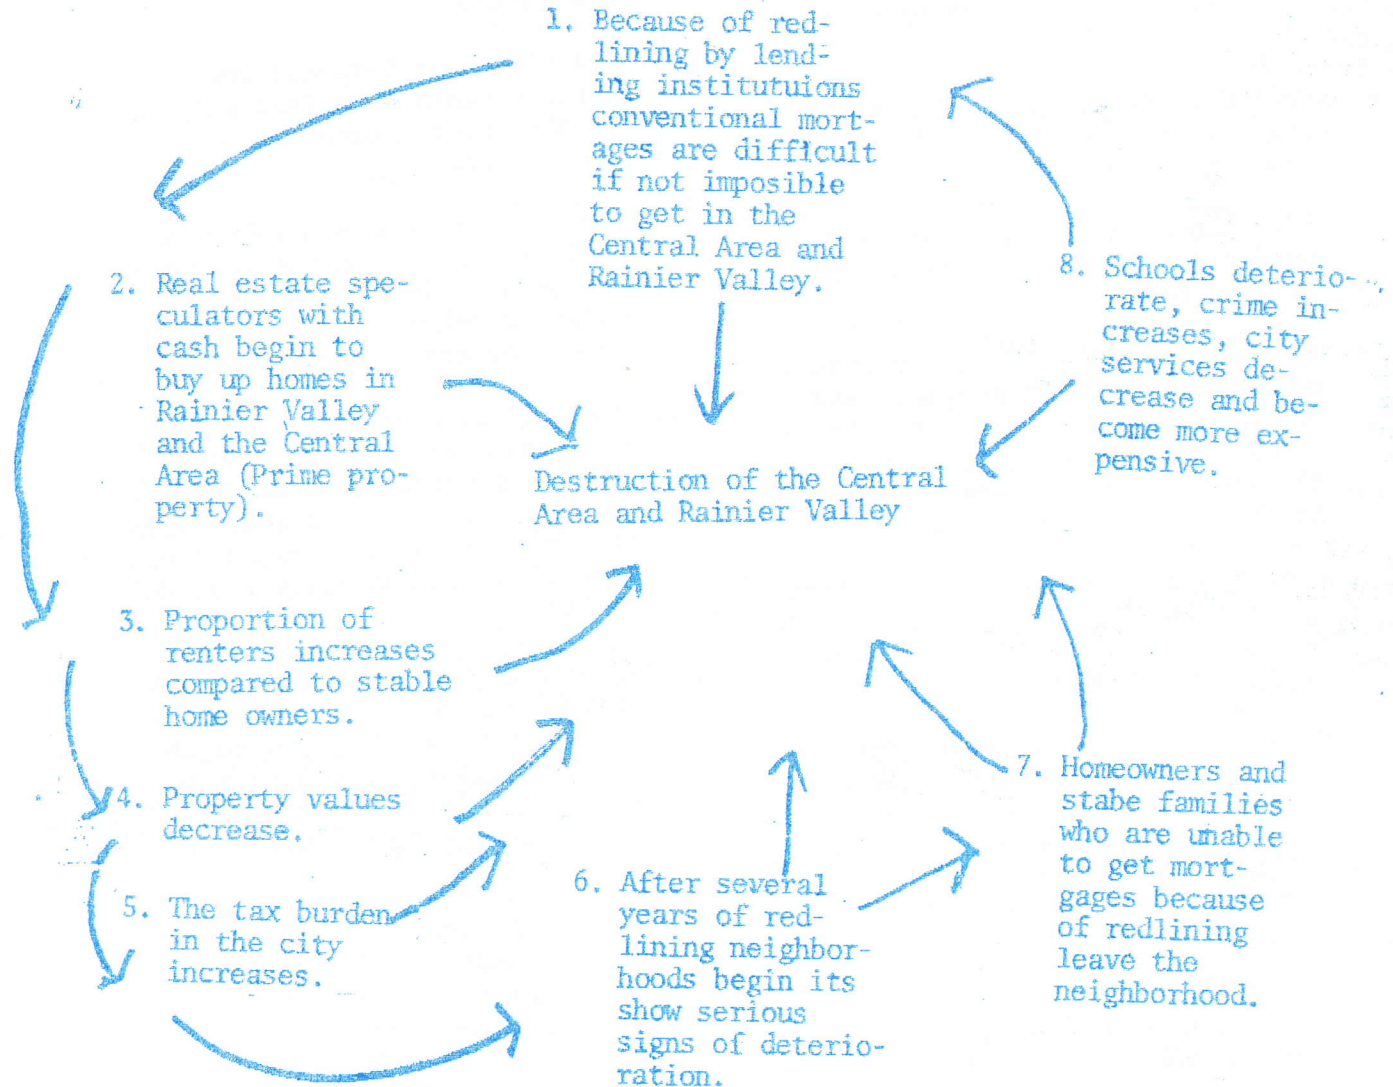 1. Because of red-
lining by lend-
ing institutuions
conventional mort-
ages are difficult
if not imposible
to get in the
Central Area and
Rainier Valley.
2. Real estate spe-
culators with
cash begin to
buy up homes in
Rainier Valley
and the Central
Area (Prime pro-
perty).
3. Proportion of
renters increases
compared to stable
home owners.
4. Property values
decrease.
5. The tax burden
in the city
increases.
6. After several
years of red-
lining neighbor-
hoods begin its
show serious
signs of deterio-
ration.
7. Homeowners and
stabe families
who are unable
to get mort-
gages because
of redlining
leave the
neighborhood.
8. Schools deterio-
rate, crime in-
creases, city
services de-
crease and be-
come more ex-
pensive.
Destruction of the Central
Area and Rainier Valley